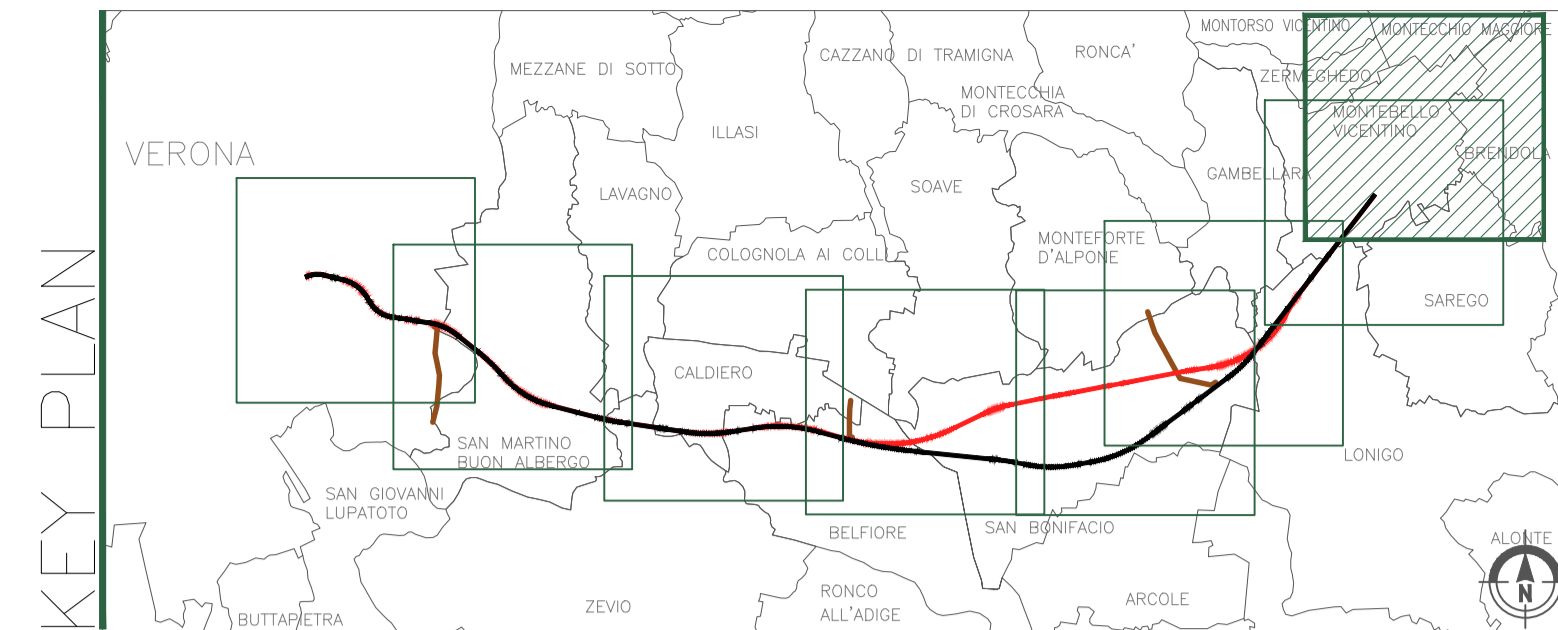 KEY PLAN
MONTORSO VICENTINO
MONTECCHIO MAGGIORE
CAZZANO DI TRAMIGNA
RONCA'
MEZZANE DI SOTTO
ZERMEGHEDO
MONTECCHIA
DI CROSARA
MONTEBELLO
VICENTINO
ILLASI
VERONA
BRENDOLA
GAMBELLARA
SOAVE
LAVAGNO
MONTEFORTE
D'ALPONE
COLOGNOLA AI COLLI
SAREGO
CALDIERO
SAN MARTINO
BUON ALBERGO
LONIGO
SAN GIOVANNI
LUPATOTO
SAN BONIFACIO
BELFIORE
ALONTE
RONCO
ALL'ADIGE
ARCOLE
N
ZEVIO
BUTTAPIETRA